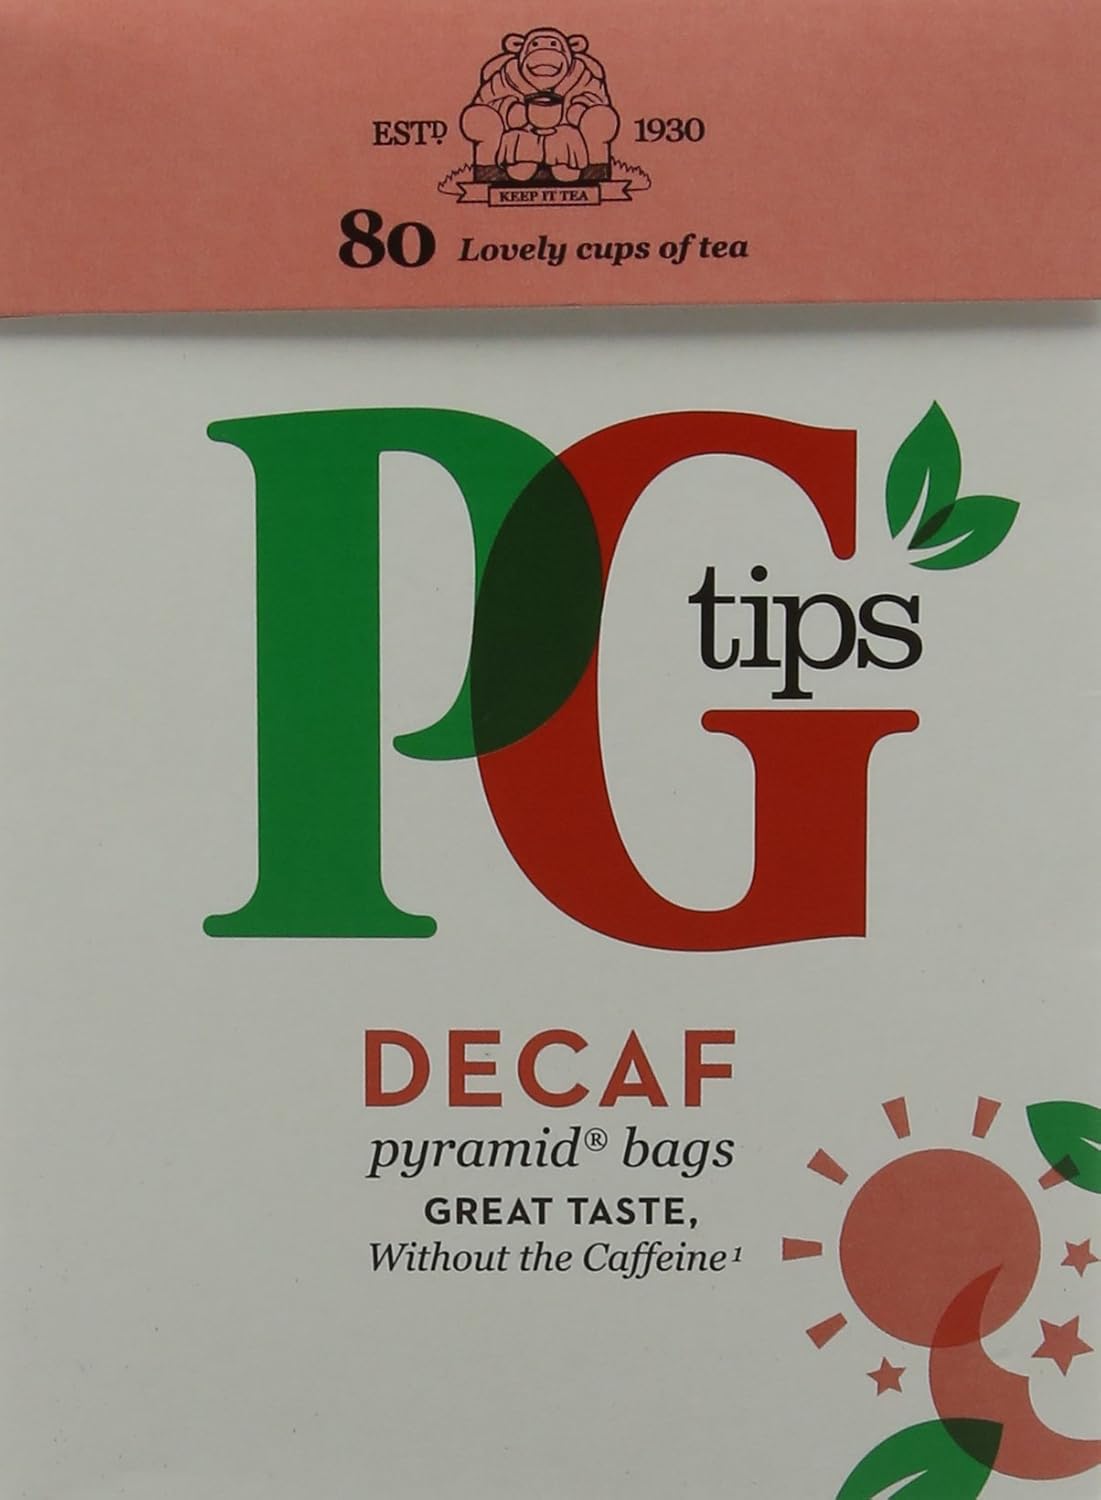 ESTD. 1930
KEEP IT TEA
80 Lovely cups of tea
PG
tips
DECAF
pyramid® bags
GREAT TASTE,
Without the Caffeine¹